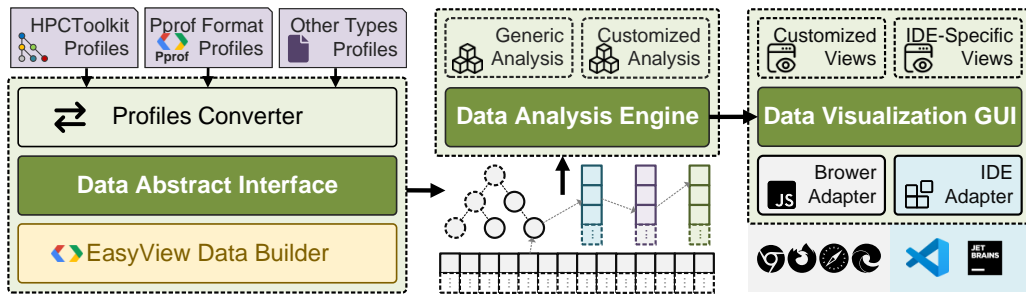 HPCToolkit
Profiles
Pprof Format
Profiles
Pprof
Other Types
Profiles
Profiles Converter
Data Abstract Interface
EasyView Data Builder
Generic
Analysis
Customized
Analysis
Data Analysis Engine
Customized
Views
IDE-Specific
Views
Data Visualization GUI
JS
Brower
Adapter
IDE
Adapter
JET
BRAINS